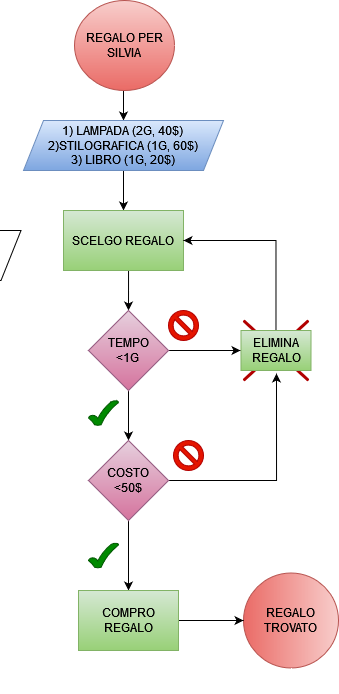 REGALO PER
SILVIA
1) LAMPADA (2G, 40$)
2)STILOGRAFICA (1G, 60$)
3) LIBRO (1G, 20$)
SCELGO REGALO
TEMPO
<1G
ELIMINA
REGALO
COSTO
<50$
COMPRO
REGALO
REGALO
TROVATO